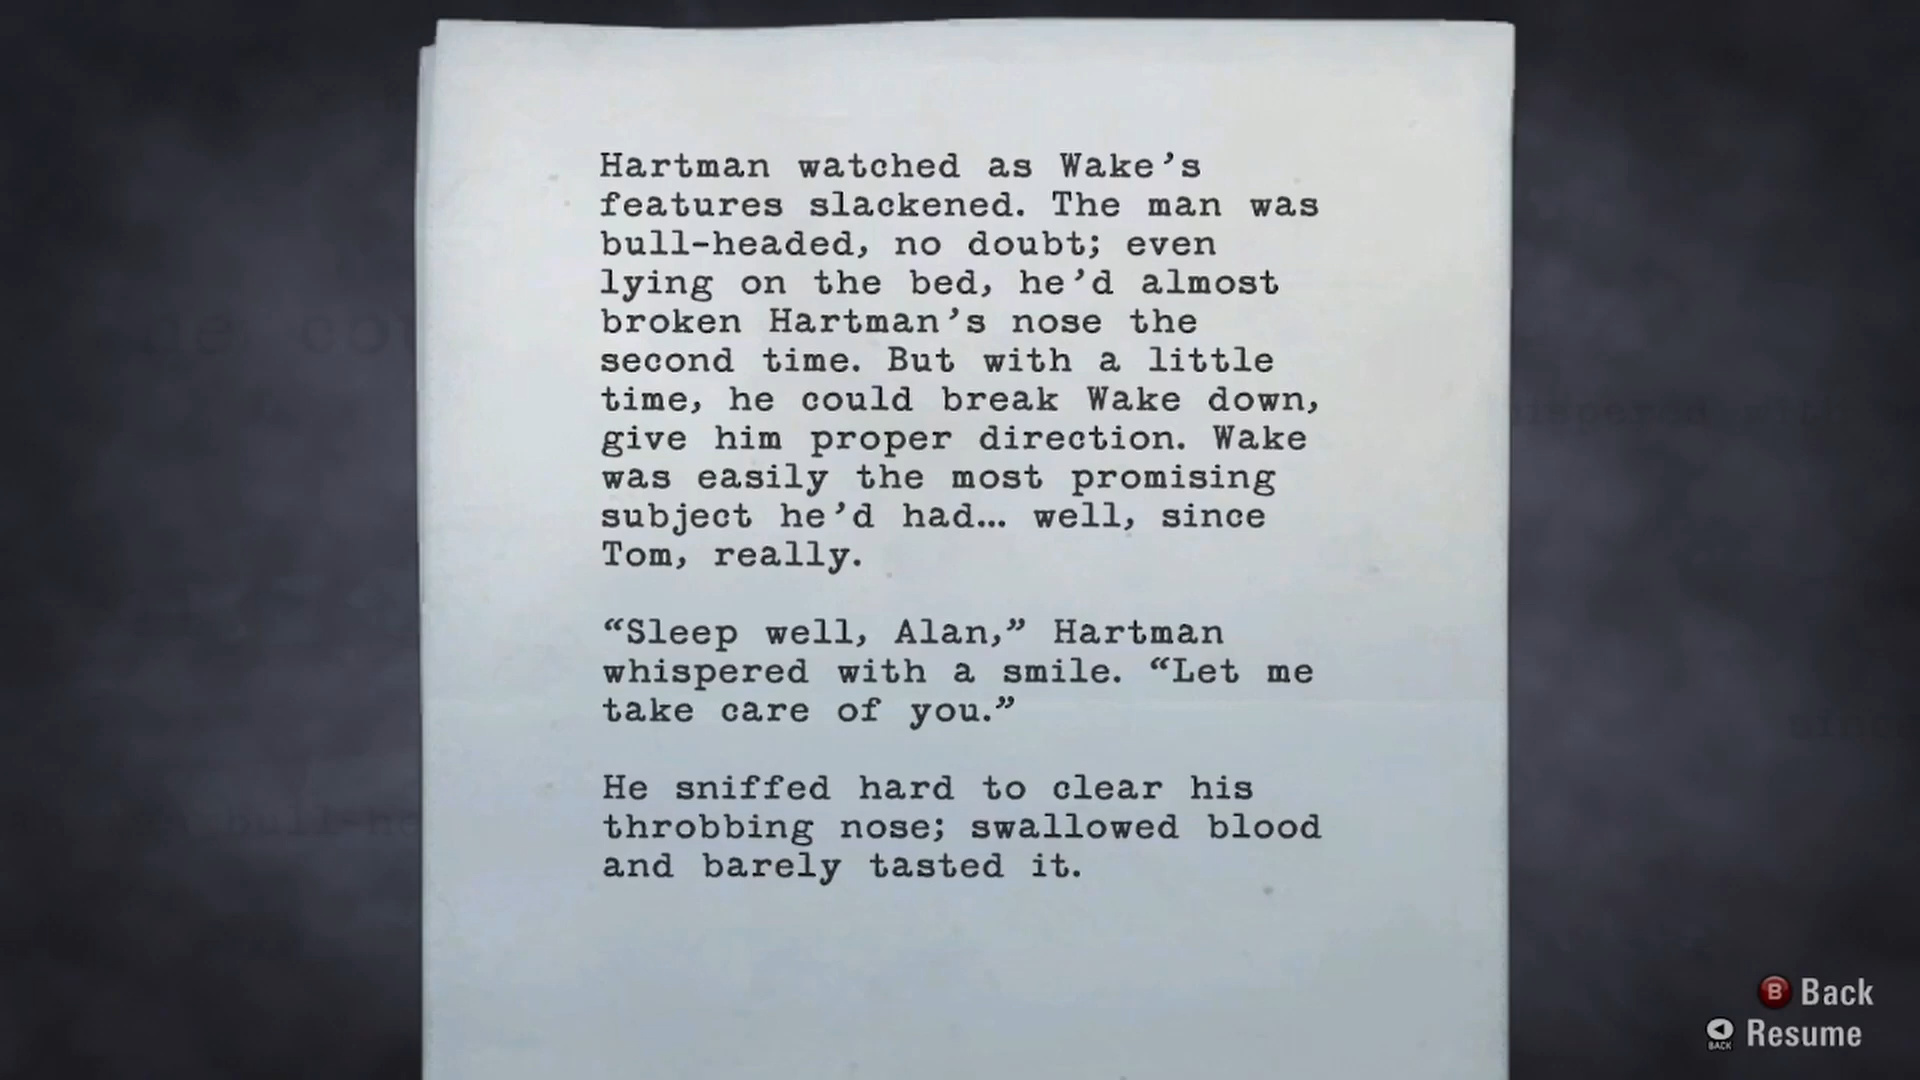 Hartman watched as Wake’s
features slackened. The man was
bull-headed, no doubt; even
lying on the bed, he’d almost
broken Hartman’s nose the
second time. But with a little
time, he could break Wake down,
give him proper direction. Wake
was easily the most promising
subject he’d had… well, since
Tom, really.
“Sleep well, Alan,” Hartman
whispered with a smile. “Let me
take care of you.”
He sniffed hard to clear his
throbbing nose; swallowed blood
and barely tasted it.
B Back
BACK Resume